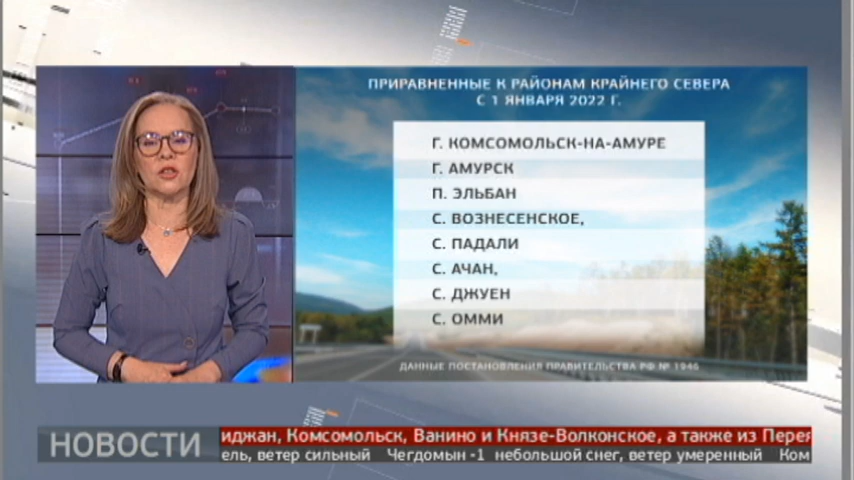 ПРИРАВНЕННЫЕ К РАЙОНАМ КРАЙНЕГО СЕВЕРА
С 1 ЯНВАРЯ 2022 Г.
Г. КОМСОМОЛЬСК-НА-АМУРЕ
Г. АМУРСК
П. ЭЛЬБАН
С. ВОЗНЕСЕНСКОЕ,
С. ПАДАЛИ
С. АЧАН,
С. ДЖУЕН
С. ОММИ
ДАННЫЕ ПОСТАНОВЛЕНИЯ ПРАВИТЕЛЬСТВА РФ № 1946
НОВОСТИ
иджан, Комсомольск, Ванино и Князе-Волконское, а также из Перея
ель, ветер сильный Чегдомын -1 небольшой снег, ветер умеренный Ком